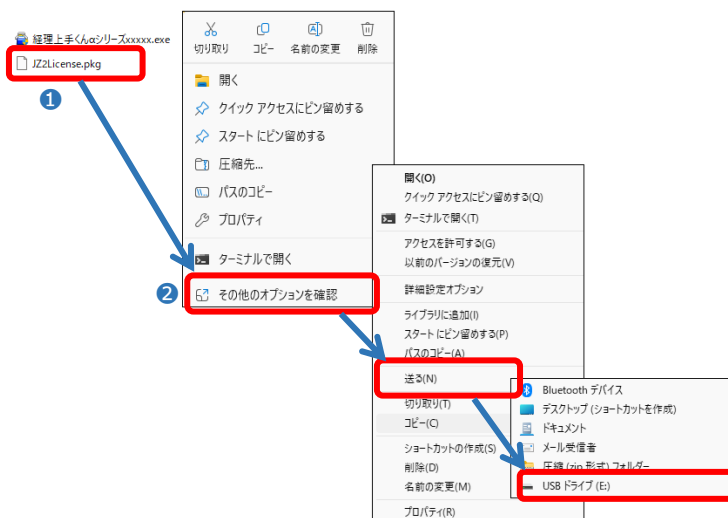 経理上手くんαシリーズxxxxx.exe
JZ2License.pkg
❶
切り取り
コピー
名前の変更
削除
開く
クイック アクセスにピン留めする
スタート にピン留めする
圧縮先...
パスのコピー
プロパティ
ターミナルで開く
❷
その他のオプションを確認
開く(O)
クイック アクセスにピン留めする(Q)
ターミナルで開く(T)
アクセスを許可する(G)
以前のバージョンの復元(V)
詳細設定オプション
ライブラリに追加(I)
スタート にピン留めする(P)
パスのコピー(A)
送る(N)
切り取り(T)
コピー(C)
ショートカットの作成(S)
削除(D)
名前の変更(M)
プロパティ(R)
Bluetooth デバイス
デスクトップ (ショートカットを作成)
ドキュメント
メール受信者
圧縮 (zip 形式) フォルダー
USB ドライブ (E:)